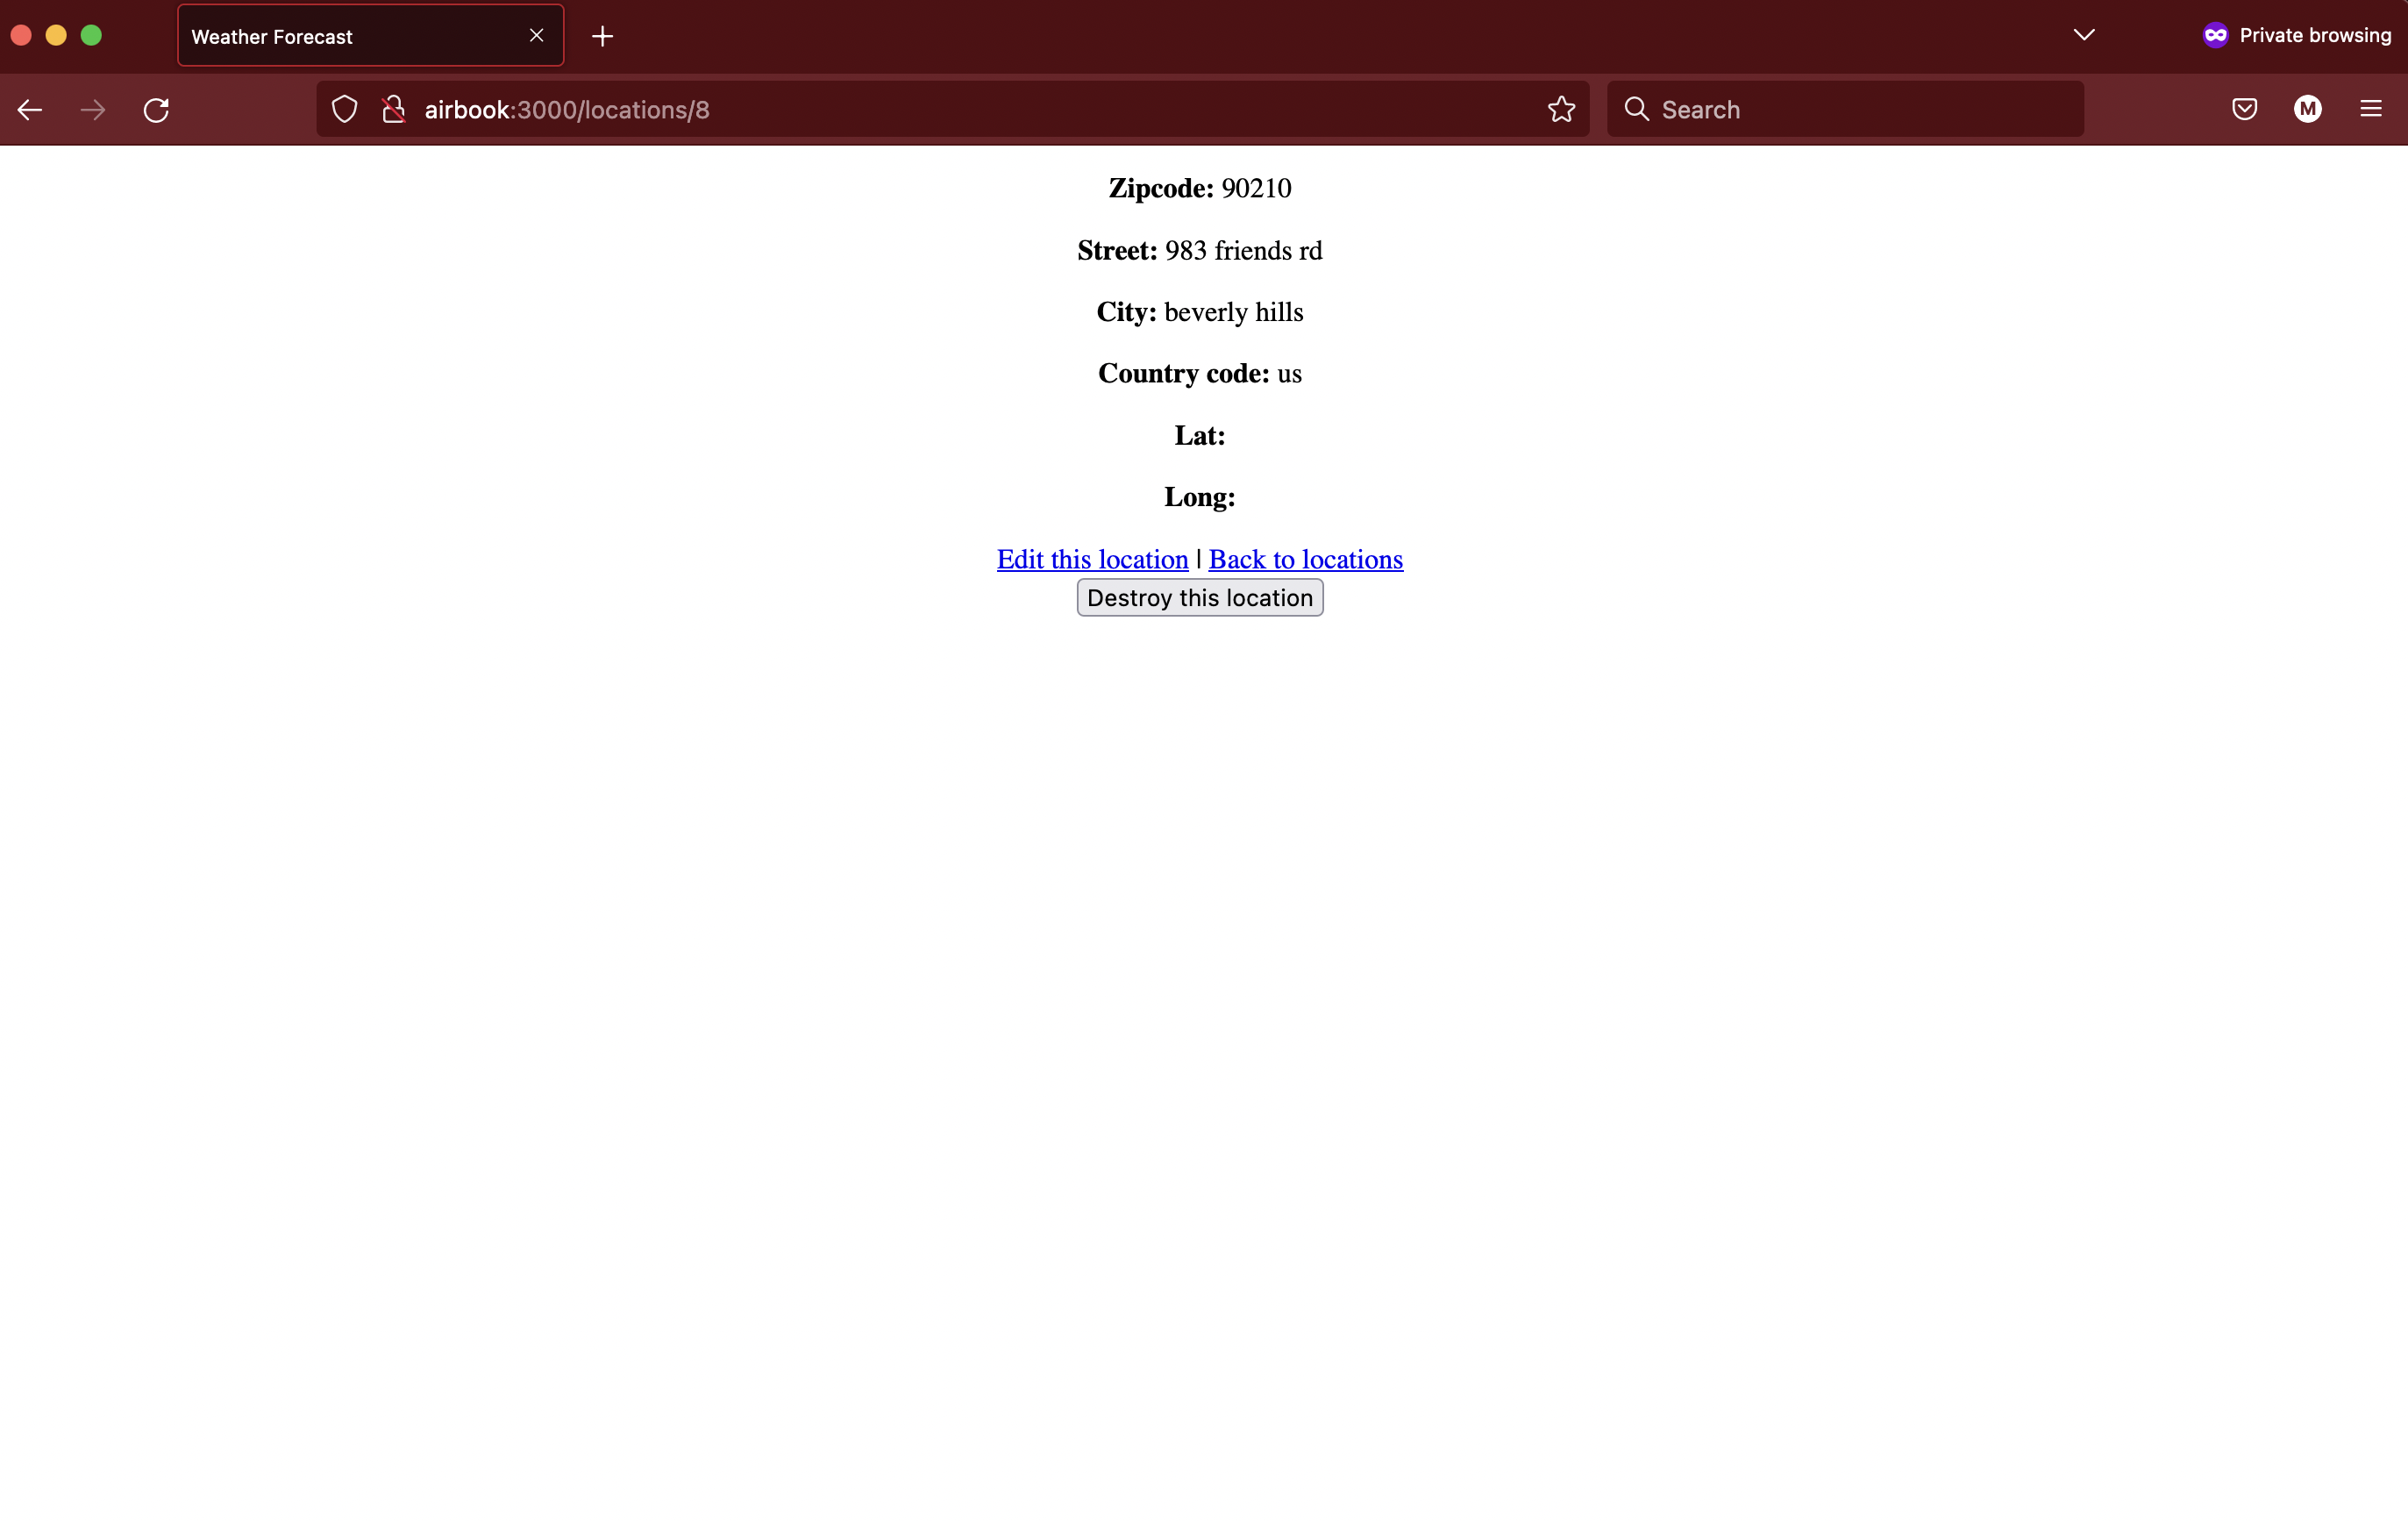 Weather Forecast
Private browsing
airbook:3000/locations/8
Search
M
Zipcode: 90210
Street: 983 friends rd
City: beverly hills
Country code: us
Lat:
Long:
Edit this location | Back to locations
Destroy this location